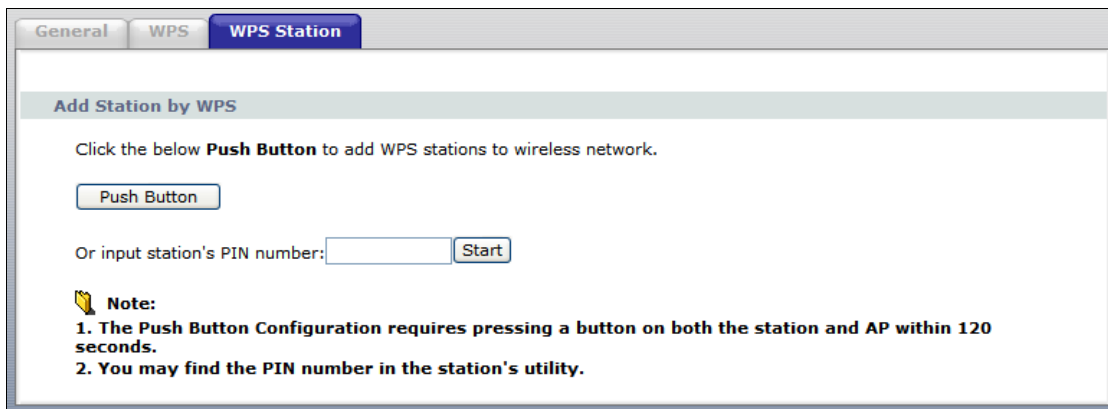 General WPS WPS Station
Add Station by WPS
Click the below Push Button to add WPS stations to wireless network.
Push Button
Or input station's PIN number: Start
Note:
1. The Push Button Configuration requires pressing a button on both the station and AP within 120
seconds.
2. You may find the PIN number in the station's utility.